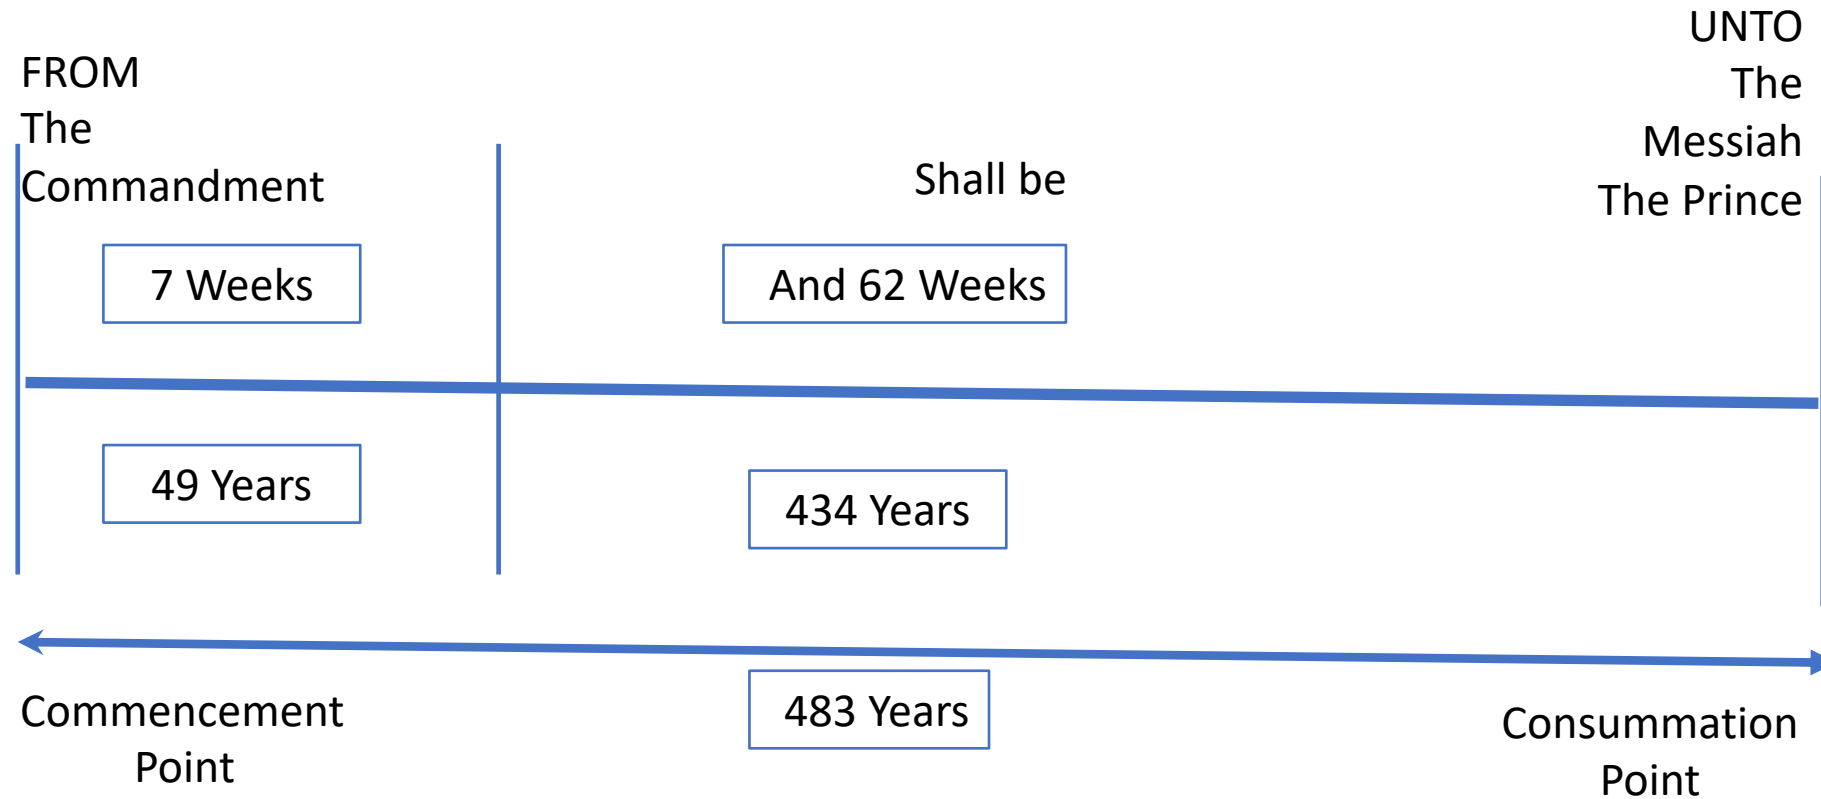 FROM
The
Commandment
Shall be
UNTO
The
Messiah
The Prince
7 Weeks
And 62 Weeks
49 Years
434 Years
483 Years
Commencement
Point
Consummation
Point